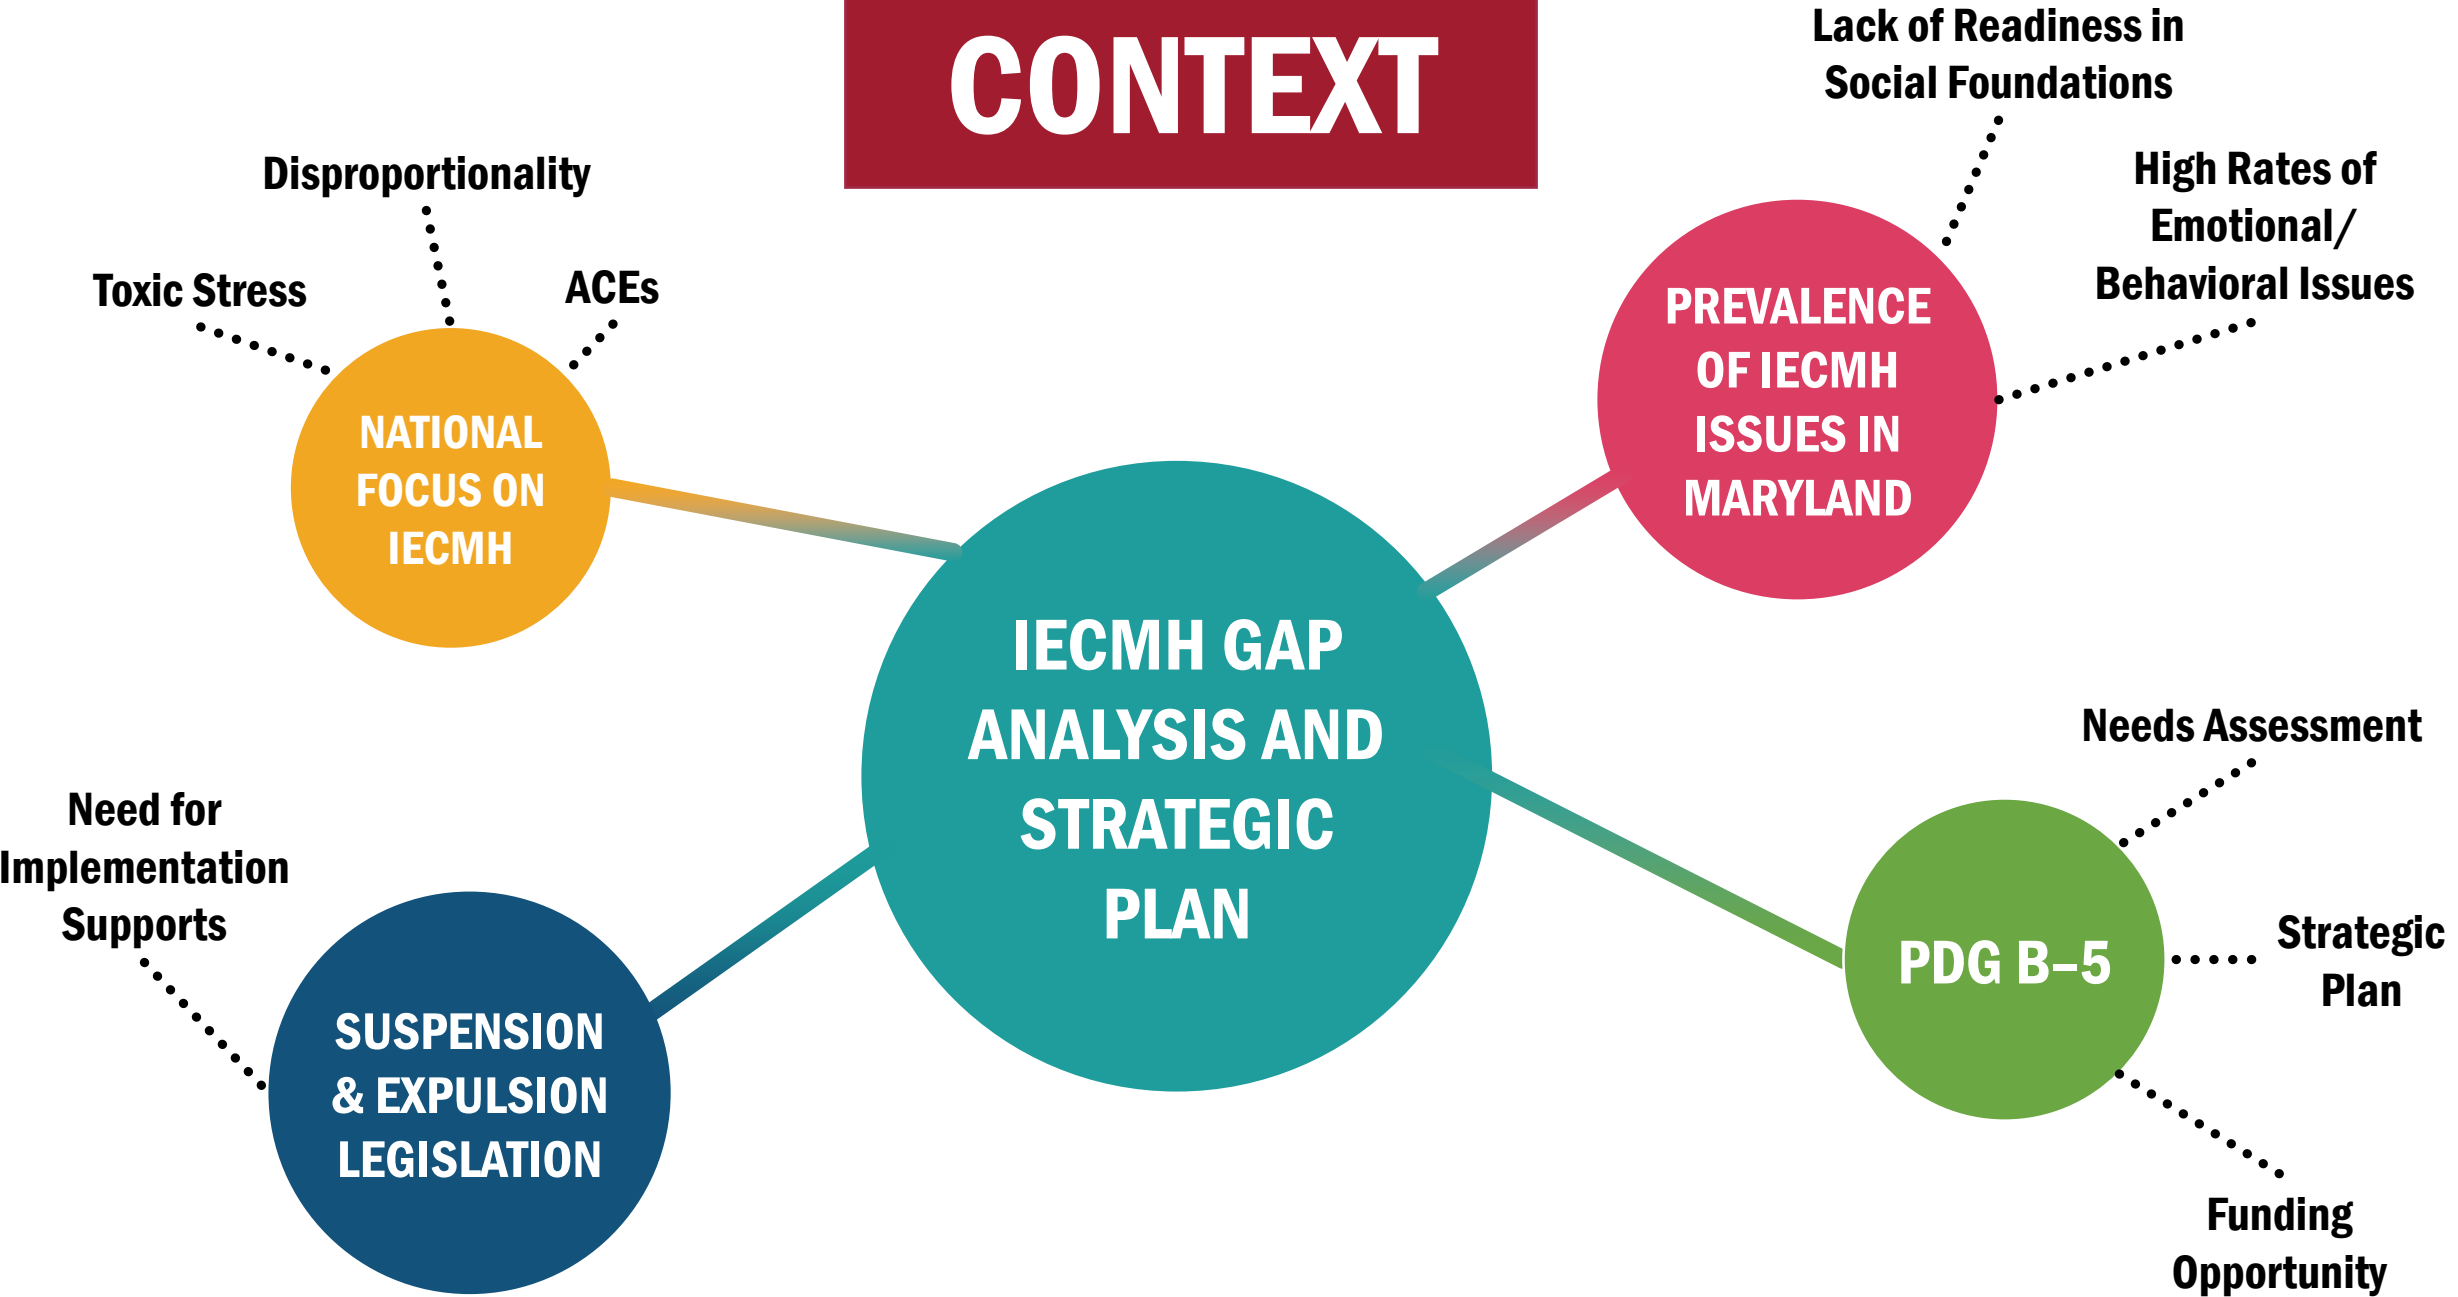 CONTEXT
Disproportionality
Toxic Stress
ACEs
NATIONAL
FOCUS ON
IECMH
Lack of Readiness in
Social Foundations
High Rates of
Emotional/
Behavioral Issues
PREVALENCE
OF IECMH
ISSUES IN
MARYLAND
IECMH GAP
ANALYSIS AND
STRATEGIC
PLAN
Need for
Implementation
Supports
SUSPENSION
& EXPULSION
LEGISLATION
Needs Assessment
PDG B–5
Strategic
Plan
Funding
Opportunity